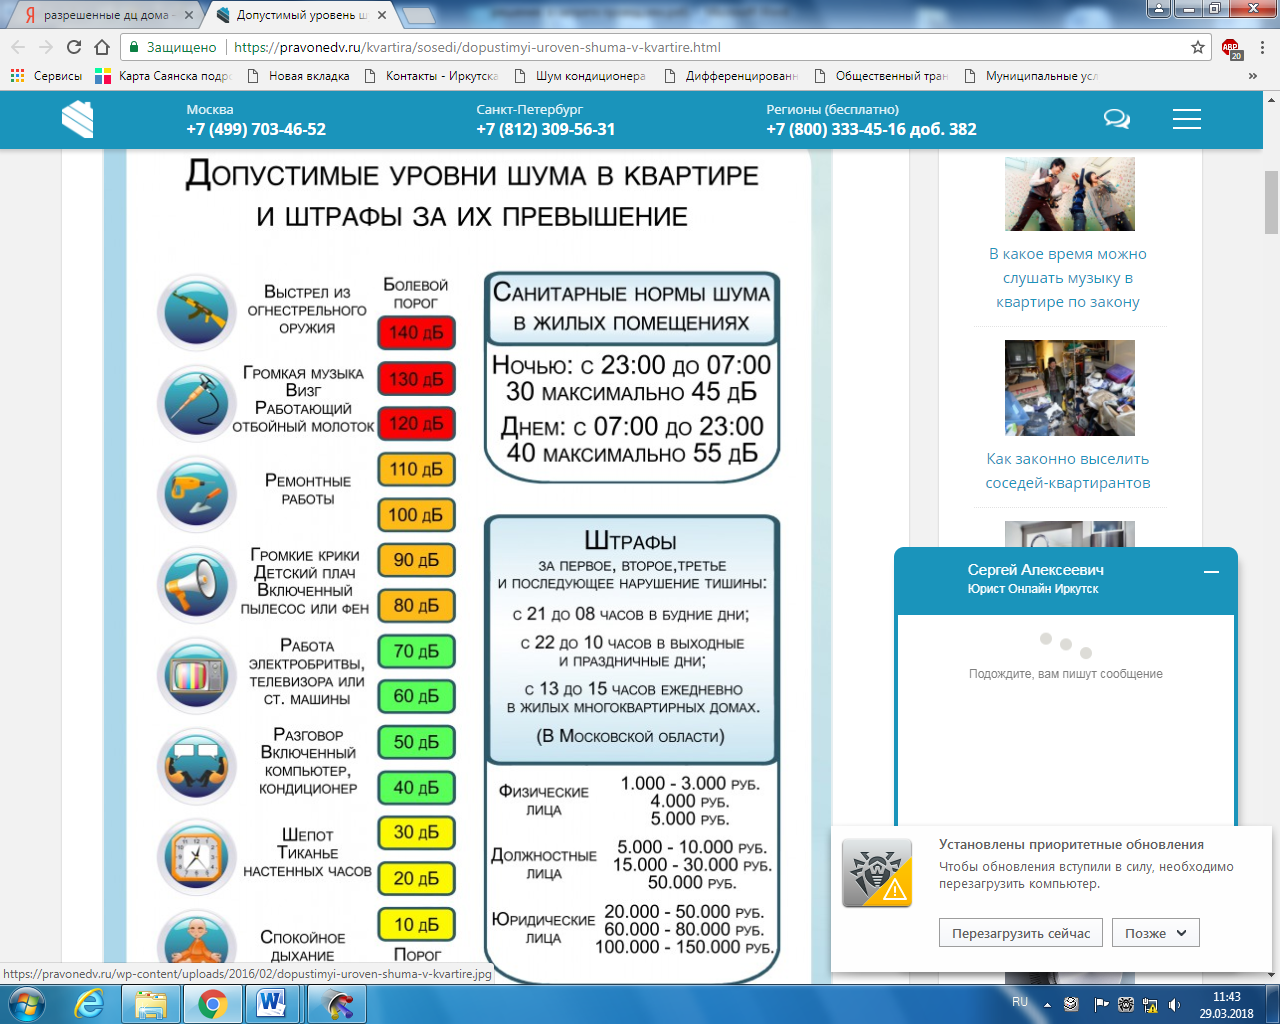 разрешенные дц дома -
Допустимый уровень ш
Защищено
https://pravonedv.ru/kvartira/sosedi/dopustimyi-uroven-shuma-v-kvartire.html
ABP
20
Сервисы
Карта Саянска подро
Новая вкладка
Контакты - Иркутска
Шум кондиционера
Дифференцирован
Общественный тран
Муниципальные усл
»
Москва
+7 (499) 703-46-52
Санкт-Петербург
+7 (812) 309-56-31
Регионы (бесплатно)
+7 (800) 333-45-16 доб. 382
Допустимые уровни шума в квартире
и штрафы за их превышение
Выстрел из
огнестрельного
оружия
Болевой
порог
140 дБ
Громкая музыка
Визг
Работающий
отбойный молоток
130 дБ
120 дБ
Ремонтные
работы
110 дБ
100 дБ
Громкие крики
Детский плач
Включенный
пылесос или фен
90 дБ
80 дБ
Работа
электробритвы,
телевизора или
ст. машины
70 дБ
60 дБ
Разговор
Включенный
компьютер,
кондиционер
50 дБ
40 дБ
Шепот
Тиканье
настенных часов
30 дБ
20 дБ
Спокойное
дыхание
10 дБ
Порог
Санитарные нормы шума
в жилых помещениях
Ночью: с 23:00 до 07:00
30 максимально 45 дБ
Днем: с 07:00 до 23:00
40 максимально 55 дБ
Штрафы
за первое, второе,третье
и последующее нарушение тишины:
с 21 до 08 часов в будние дни;
с 22 до 10 часов в выходные
и праздничные дни;
с 13 до 15 часов ежедневно
в жилых многоквартирных домах.
(В Московской области)
Физические
лица
1.000 - 3.000 руб.
4.000 руб.
5.000 руб.
Должностные
лица
5.000 - 10.000 руб.
15.000 - 30.000 руб.
50.000 руб.
Юридические
лица
20.000 - 50.000 руб.
60.000 - 80.000 руб.
100.000 - 150.000 руб.
В какое время можно
слушать музыку в
квартире по закону
Как законно выселить
соседей-квартирантов
Сергей Алексеевич
Юрист Онлайн Иркутск
Подождите, вам пишут сообщение
Установлены приоритетные обновления
Чтобы обновления вступили в силу, необходимо
перезагрузить компьютер.
Перезагрузить сейчас
Позже
https://pravonedv.ru/wp-content/uploads/2016/02/dopustimyi-uroven-shuma-v-kvartire.jpg
RU
11:43
29.03.2018